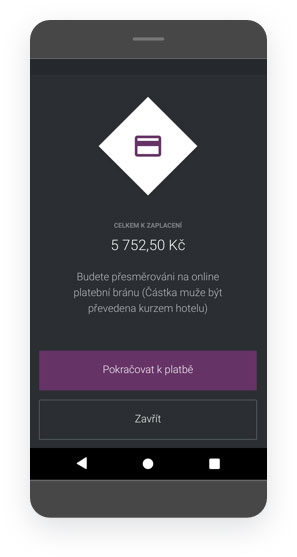 CELKEM K ZAPLACENÍ
5 752,50 Kč
Budete přesměrováni na online
platební bránu (Částka muže být
převedena kurzem hotelu)
Pokračovat k platbě
Zavřít